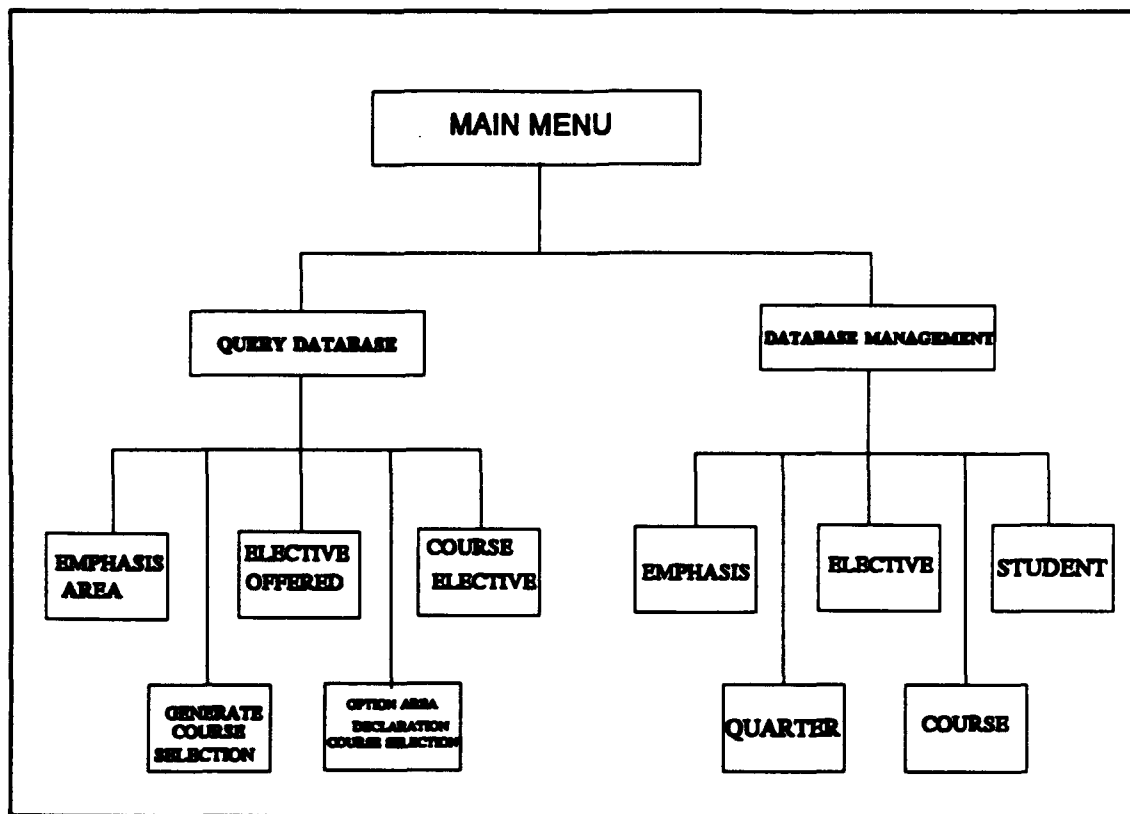 MAIN MENU
QUERY DATABASE
DATABASE MANAGEMENT
EMPHASIS
AREA
ELECTIVE
OFFERED
COURSE
ELECTIVE
EMPHASIS
ELECTIVE
STUDENT
GENERATE
COURSE
SELECTION
OPTION AREA
DECLARATION
COURSE SELECTION
QUARTER
COURSE